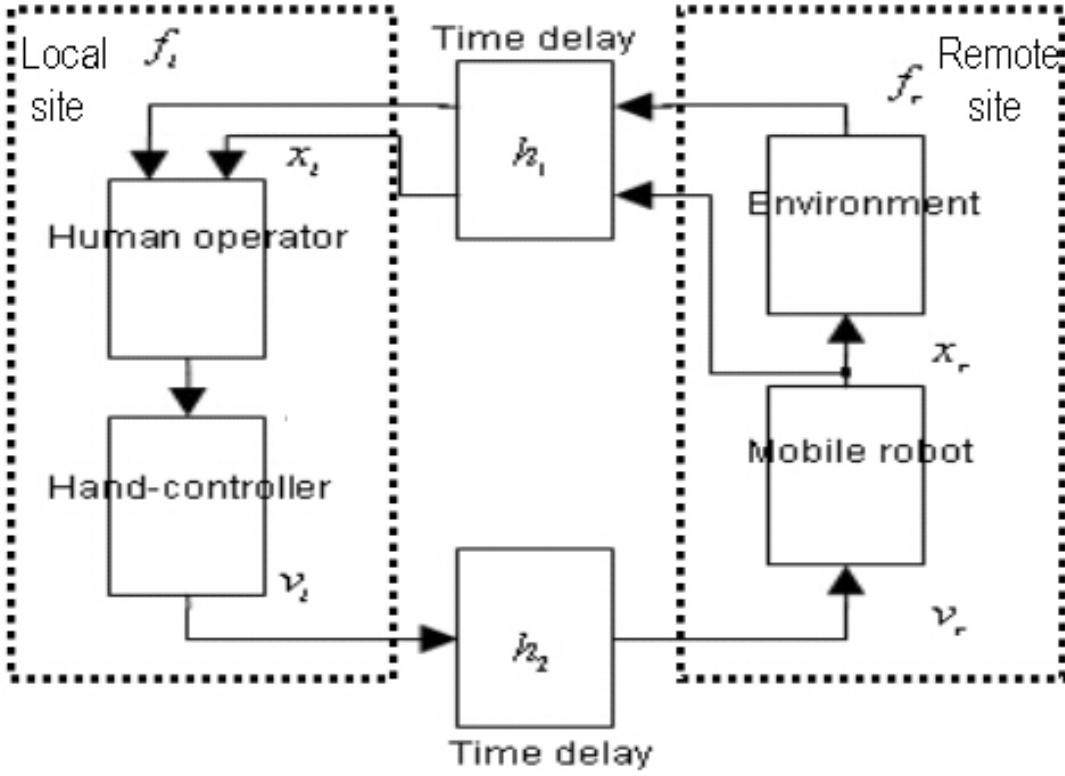 Time delay
Local
site
f_l
Remote
site
f_r
x_l
h_1
Environment
Human operator
x_r
Mobile robot
Hand-controller
v_l
v_r
h_2
Time delay